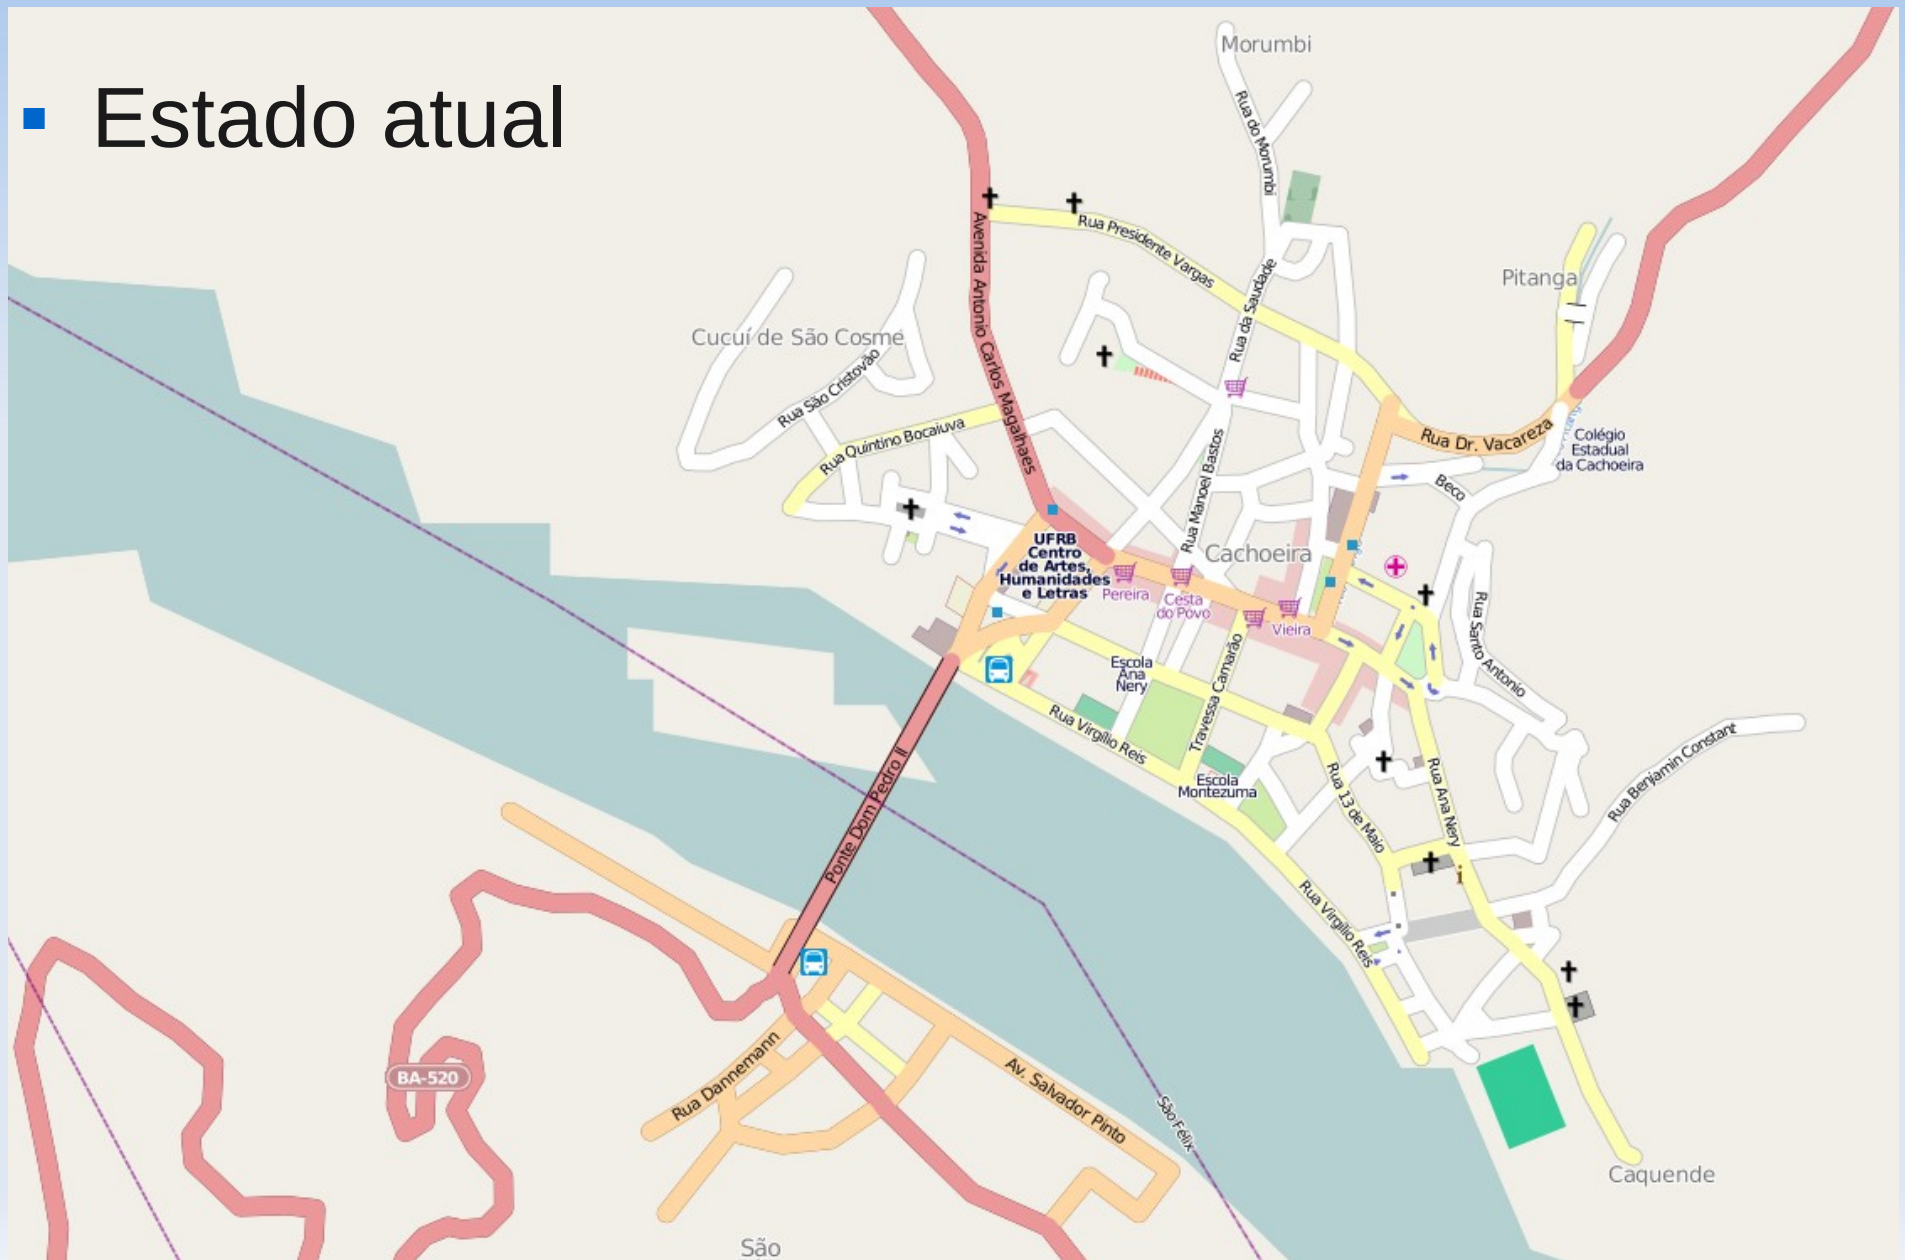 Estado atual
Morumbi
Rua do Morumbi
Rua Presidente Vargas
Avenida Antonio Carlos Magalhaes
Rua da Saudade
Pitanga
Cucuí de São Cosme
Rua São Cristovão
Rua Quintino Bocaiuva
Rua Manoel Bastos
Rua Dr. Vacareza
Colégio
Estadual
da Cachoeira
Beco
UFRB
Centro
de Artes,
Humanidades
e Letras
Cachoeira
Pereira
Cesta
do Povo
Vieira
Rua Santo Antonio
Escola
Ana
Nery
Travessa Camarão
Rua Virgílio Reis
Escola
Montezuma
Rua 13 de Maio
Rua Ana Nery
Rua Benjamin Constant
Ponte Dom Pedro II
Rua Virgílio Reis
BA-520
Rua Dannemann
Av. Salvador Pinto
São Félix
Caquende
São